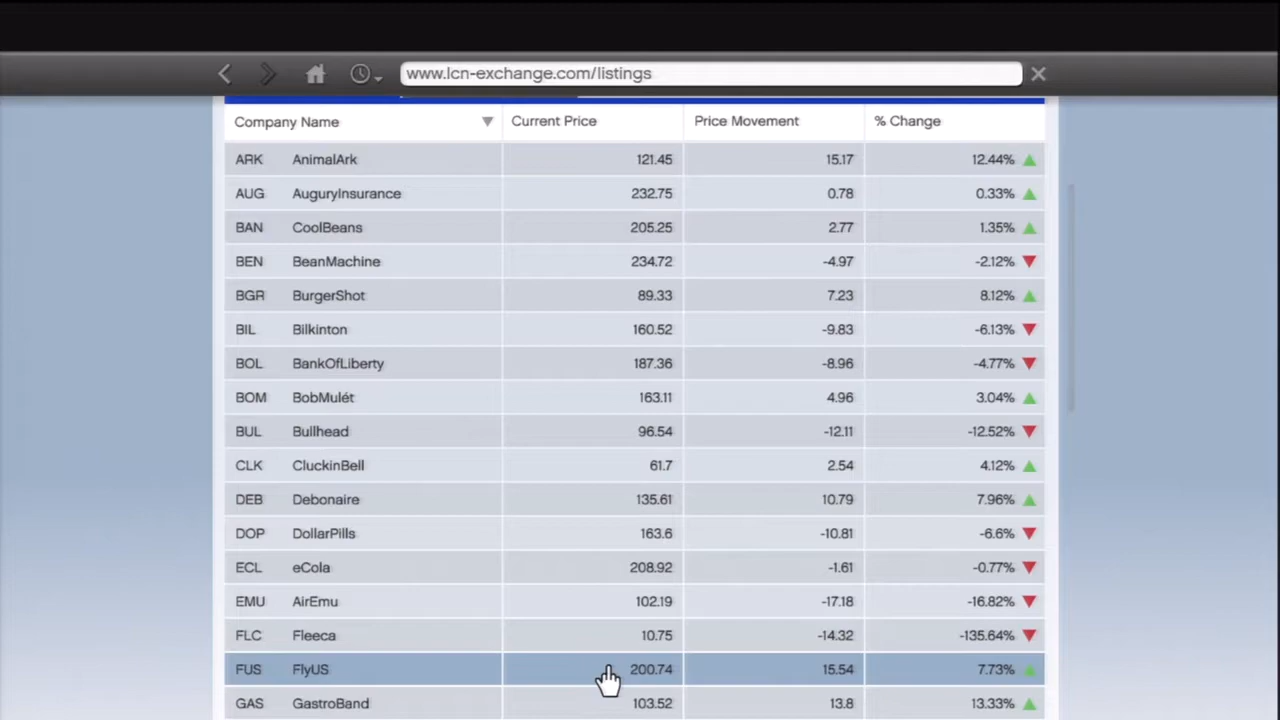 www.lcn-exchange.com/listings
Company Name Current Price Price Movement % Change
ARK AnimalArk 121.45 15.17 12.44%
AUG AuguryInsurance 232.75 0.78 0.33%
BAN CoolBeans 205.25 2.77 1.35%
BEN BeanMachine 234.72 -4.97 -2.12%
BGR BurgerShot 89.33 7.23 8.12%
BIL Bilkinton 160.52 -9.83 -6.13%
BOL BankOfLiberty 187.36 -8.96 -4.77%
BOM BobMulét 163.11 4.96 3.04%
BUL Bullhead 96.54 -12.11 -12.52%
CLK CluckinBell 61.7 2.54 4.12%
DEB Debonaire 135.61 10.79 7.96%
DOP DollarPills 163.6 -10.81 -6.6%
ECL eCola 208.92 -1.61 -0.77%
EMU AirEmu 102.19 -17.18 -16.82%
FLC Fleeca 10.75 -14.32 -135.64%
FUS FlyUS 200.74 15.54 7.73%
GAS GastroBand 103.52 13.8 13.33%